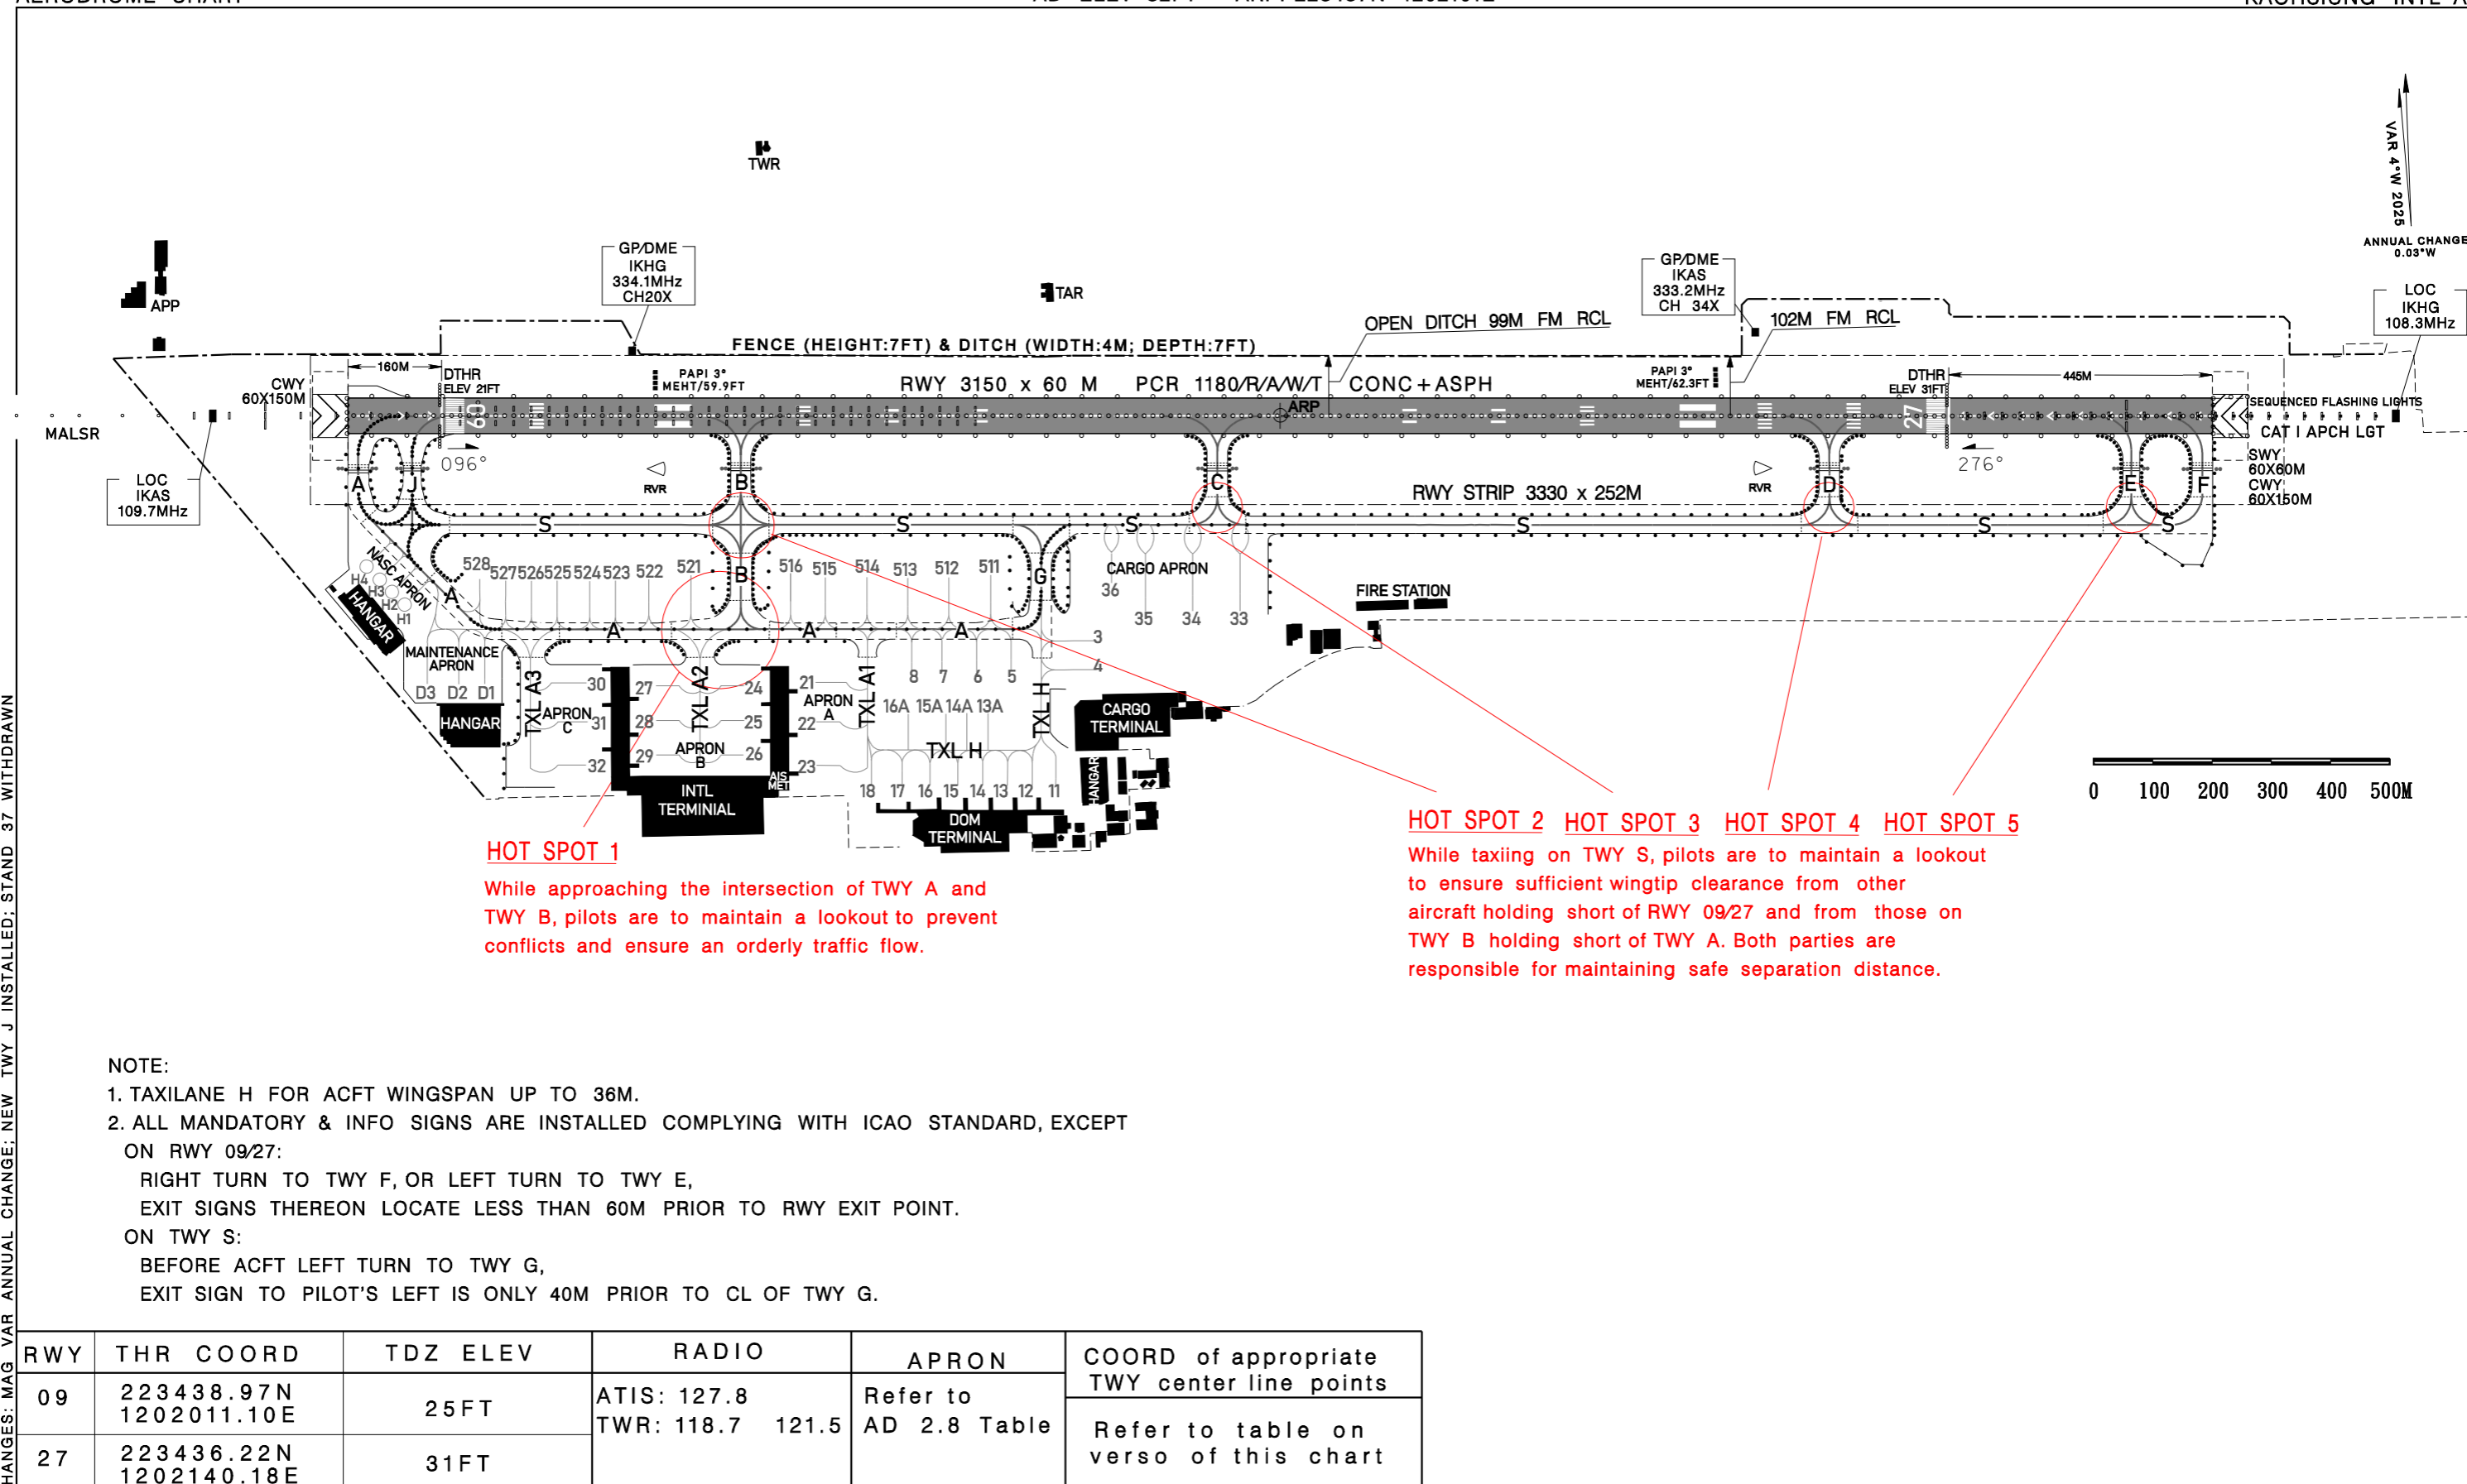 AERODROME CHART
TWR
VAR 4°W 2025
ANNUAL CHANGE
0.03°W
APP
GP/DME
IKHG
334.1MHz
CH20X
TAR
GP/DME
IKAS
333.2MHz
CH 34X
LOC
IKHG
108.3MHz
OPEN DITCH 99M FM RCL
102M FM RCL
FENCE (HEIGHT:7FT) & DITCH (WIDTH:4M; DEPTH:7FT)
160M
CWY
60X150M
DTHR
ELEV 21FT
PAPI 3°
MEHT/59.9FT
RWY 3150 x 60 M PCR 1180/R/A/W/T CONC+ASPH
PAPI 3°
MEHT/62.3FT
DTHR
ELEV 31FT
445M
MALSR
09
ARP
27
SEQUENCED FLASHING LIGHTS
CAT I APCH LGT
096°
276°
SWY
60X60M
CWY
60X150M
LOC
IKAS
109.7MHz
A
J
RVR
B
C
RWY STRIP 3330 x 252M
RVR
D
E
F
S
S
S
S
S
S
NASC APRON
H4
H3
H2
H1
HANGAR
A
528
527
526
525
524
523
522
521
B
516
515
514
513
512
511
G
CARGO APRON
36
35
34
33
FIRE STATION
A
A
A
3
4
MAINTENANCE
APRON
D3 D2 D1
HANGAR
TXL A3
APRON
C
30
31
32
27
28
29
TXL A2
APRON
B
24
25
26
21
22
23
APRON
A
TXL A1
8
7
6
5
16A 15A 14A 13A
TXL H
TXL H
CARGO
TERMINAL
HANGAR
AIS
MET
INTL
TERMINIAL
18 17 16 15 14 13 12 11
DOM
TERMINAL
0 100 200 300 400 500M
HOT SPOT 1
While approaching the intersection of TWY A and
TWY B, pilots are to maintain a lookout to prevent
conflicts and ensure an orderly traffic flow.
HOT SPOT 2 HOT SPOT 3 HOT SPOT 4 HOT SPOT 5
While taxiing on TWY S, pilots are to maintain a lookout
to ensure sufficient wingtip clearance from other
aircraft holding short of RWY 09/27 and from those on
TWY B holding short of TWY A. Both parties are
responsible for maintaining safe separation distance.
NOTE:
1. TAXILANE H FOR ACFT WINGSPAN UP TO 36M.
2. ALL MANDATORY & INFO SIGNS ARE INSTALLED COMPLYING WITH ICAO STANDARD, EXCEPT
ON RWY 09/27:
RIGHT TURN TO TWY F, OR LEFT TURN TO TWY E,
EXIT SIGNS THEREON LOCATE LESS THAN 60M PRIOR TO RWY EXIT POINT.
ON TWY S:
BEFORE ACFT LEFT TURN TO TWY G,
EXIT SIGN TO PILOT'S LEFT IS ONLY 40M PRIOR TO CL OF TWY G.
HANGES: MAG VAR ANNUAL CHANGE; NEW TWY J INSTALLED; STAND 37 WITHDRAWN
RWY THR COORD TDZ ELEV RADIO APRON COORD of appropriate
TWY center line points
09
223438.97N
1202011.10E
25FT
ATIS: 127.8
TWR: 118.7 121.5
Refer to
AD 2.8 Table
Refer to table on
verso of this chart
27
223436.22N
1202140.18E
31FT